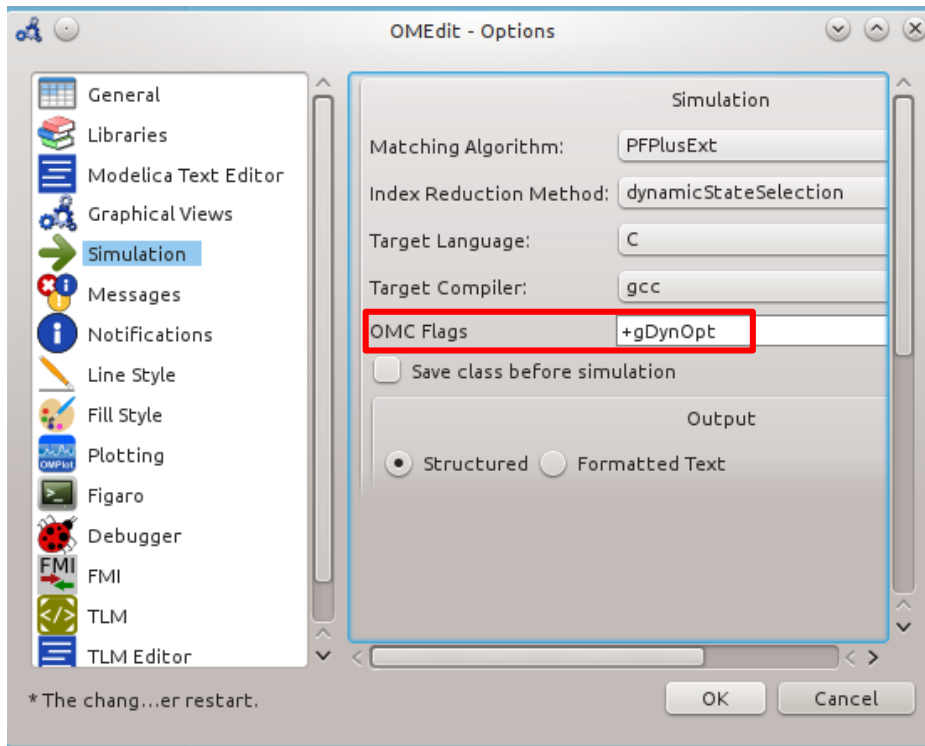 OMEdit - Options
General
Libraries
Modelica Text Editor
Graphical Views
Simulation
Messages
Notifications
Line Style
Fill Style
OMPlot
Plotting
Figaro
Debugger
FMI
FMI
TLM
TLM Editor
Simulation
Matching Algorithm: PFPlusExt
Index Reduction Method: dynamicStateSelection
Target Language: C
Target Compiler: gcc
OMC Flags +gDynOpt
Save class before simulation
Output
Structured Formatted Text
* The chang...er restart.
OK Cancel